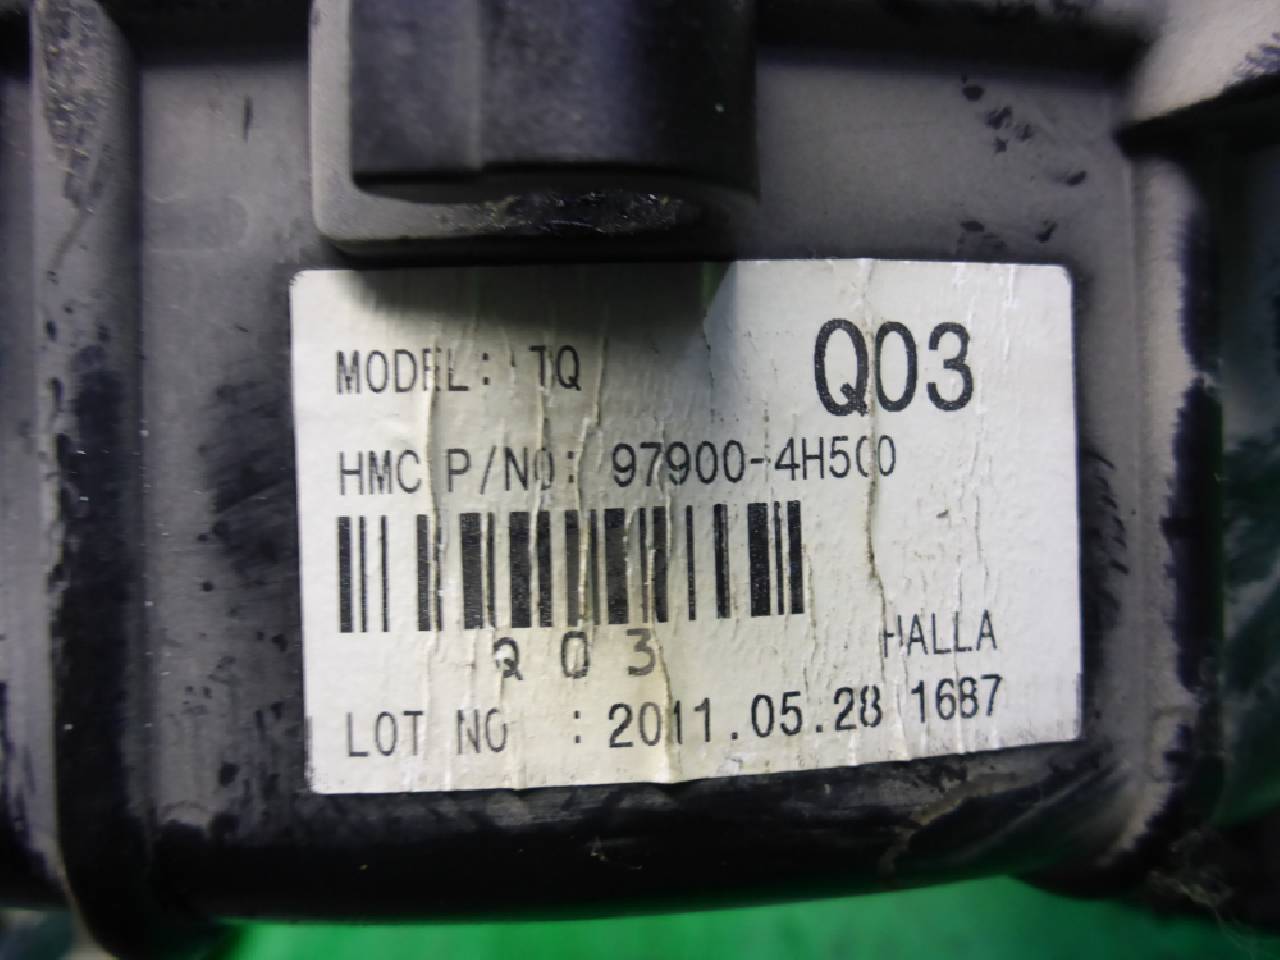 MODEL: TQ
Q03
HMC P/NO: 97900-4H500
Q03
HALLA
LOT NO : 2011.05.28 1687